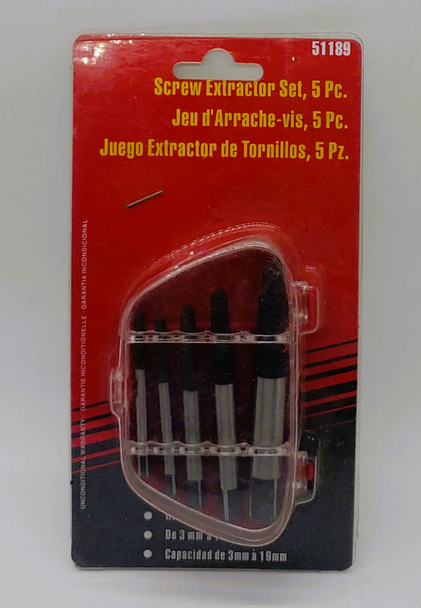 51189
Screw Extractor Set, 5 Pc.
Jeu d'Arrache-vis, 5 Pc.
Juego Extractor de Tornillos, 5 Pz.
UNCONDITIONAL WARRANTY · GARANTIE INCONDITIONELLE · GARANTIA INCONDICIONAL
De 3 mm à
Capacidad de 3mm à 19mm